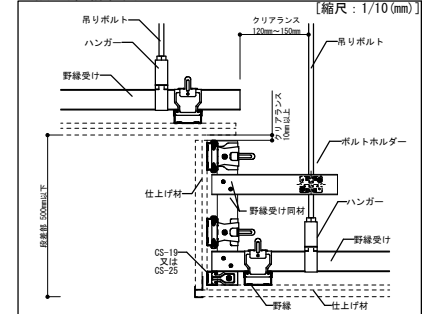 [縮尺：1/10(mm)]
吊りボルト
クリアランス
120mm～150mm
吊りボルト
ハンガー
野縁受け
クリアランス
10mm以上
ボルトホルダー
仕上げ材
野縁受け同材
ハンガー
段差部 500mm以下
野縁受け
CS-19
又は
CS-25
野縁
仕上げ材